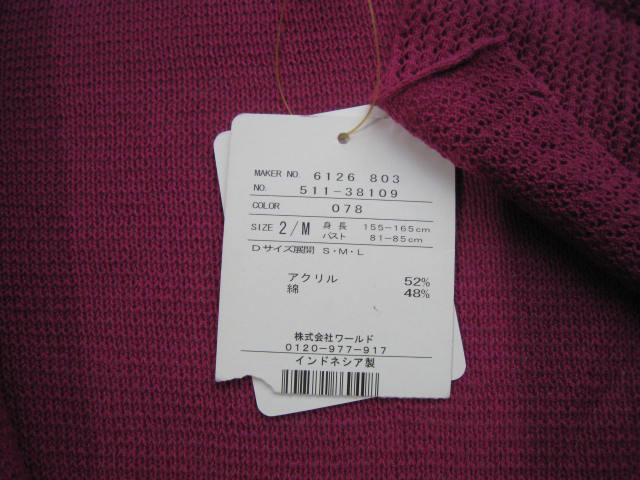 MAKER NO. 6126 803
NO. 511-38109
COLOR 078
SIZE 2/M 身長 155-165cm
バスト 81-85cm
Dサイズ展開 S・M・L
アクリル 52%
綿 48%
株式会社ワールド
0120-977-917
インドネシア製